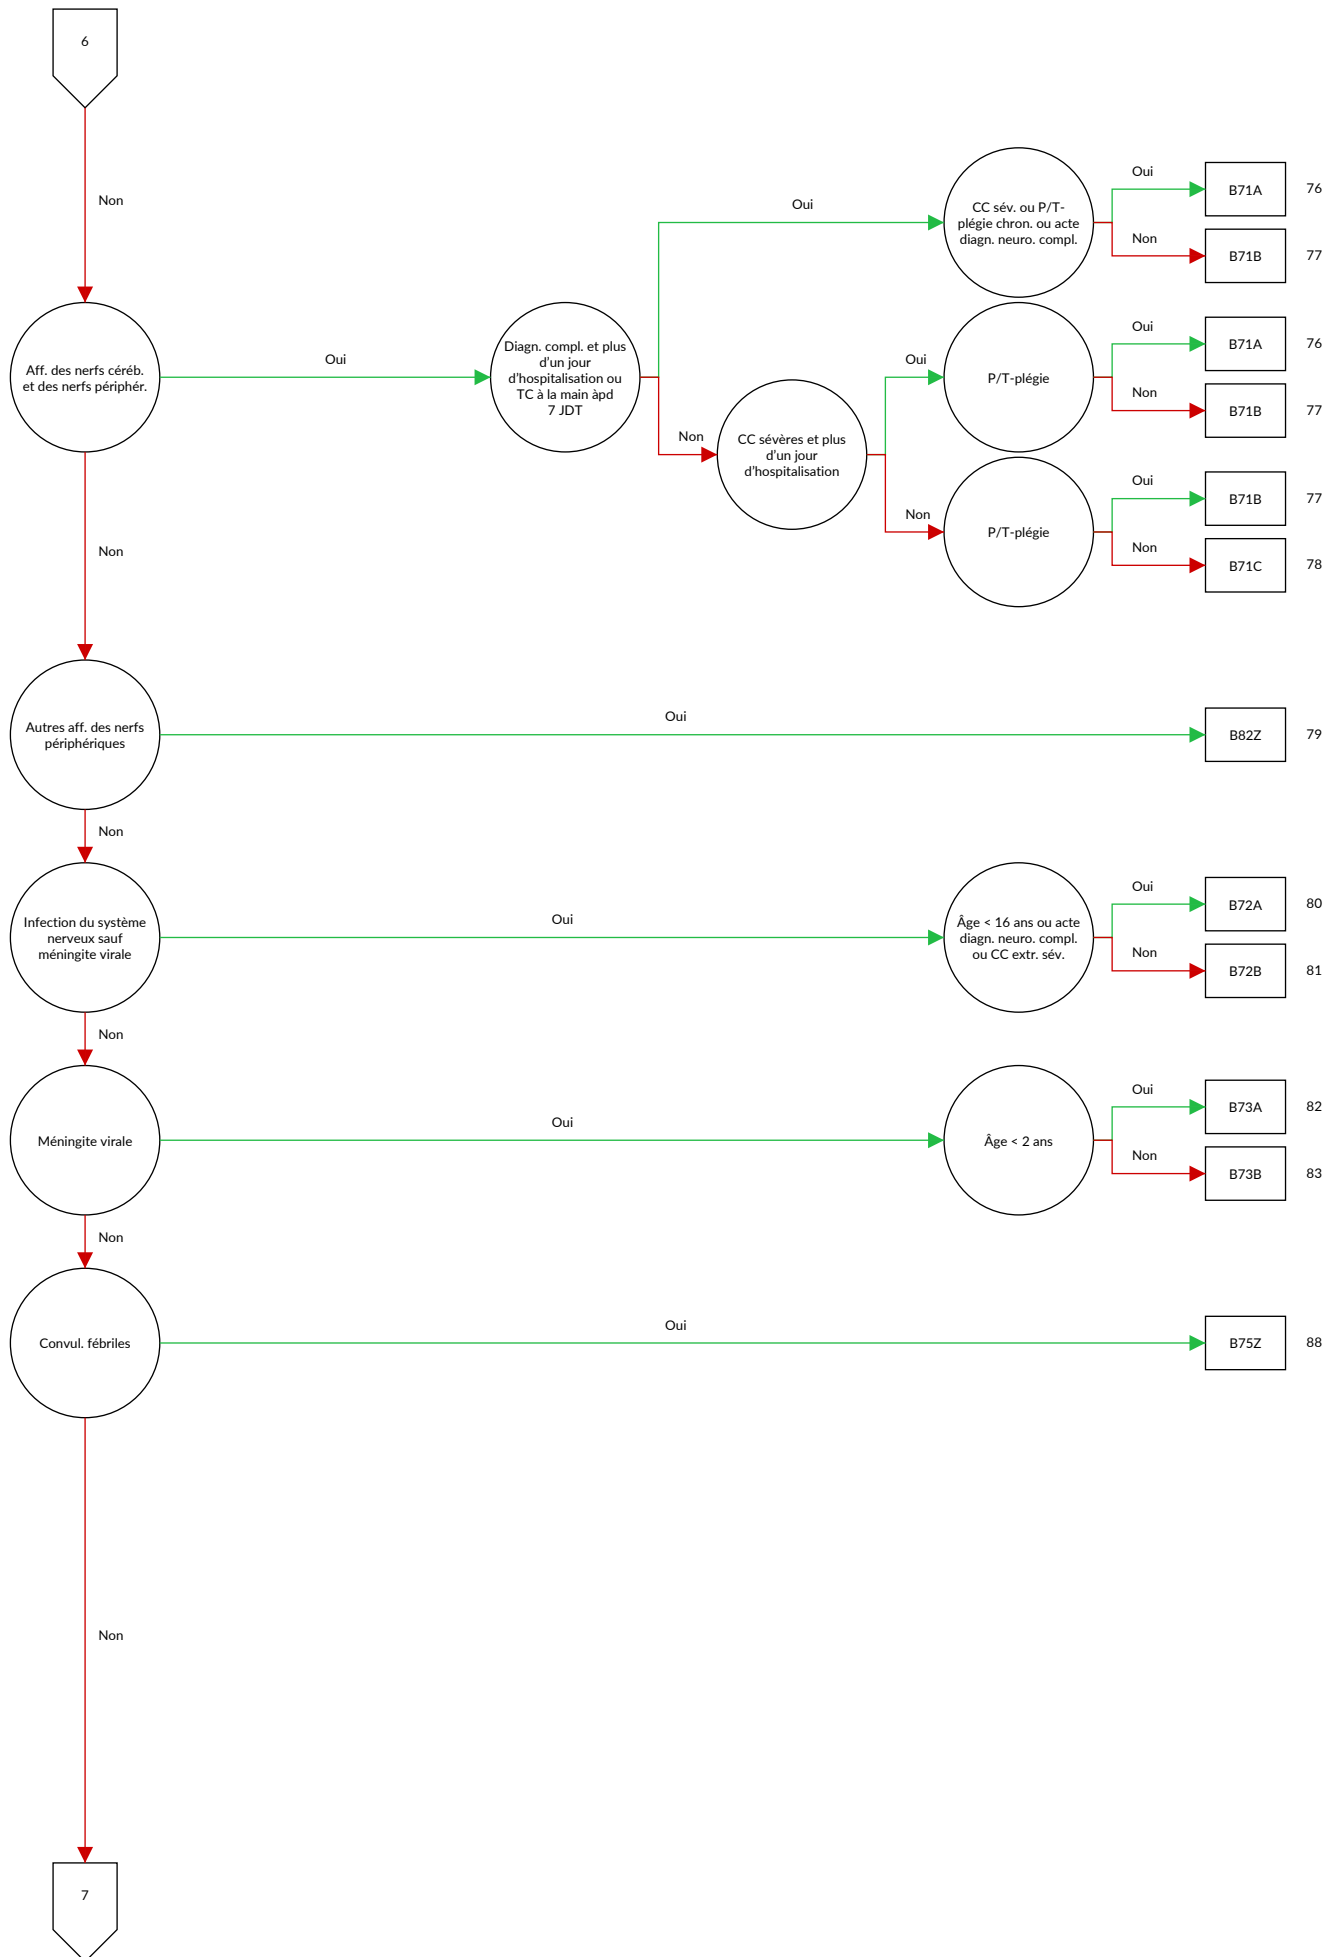 6
Non
Aff. des nerfs céréb.
et des nerfs périphér.
Oui
Diagn. compl. et plus
d'un jour
d'hospitalisation ou
TC à la main àpd
7 JDT
Oui
CC sév. ou P/T-
plégie chron. ou acte
diagn. neuro. compl.
Oui
B71A
76
Non
B71B
77
Non
CC sévères et plus
d'un jour
d'hospitalisation
Oui
P/T-plégie
Oui
B71A
76
Non
B71B
77
Non
P/T-plégie
Oui
B71B
77
Non
B71C
78
Non
Autres aff. des nerfs
périphériques
Oui
B82Z
79
Non
Infection du système
nerveux sauf
méningite virale
Oui
Âge < 16 ans ou acte
diagn. neuro. compl.
ou CC extr. sév.
Oui
B72A
80
Non
B72B
81
Non
Méningite virale
Oui
Âge < 2 ans
Oui
B73A
82
Non
B73B
83
Non
Convul. fébriles
Oui
B75Z
88
Non
7